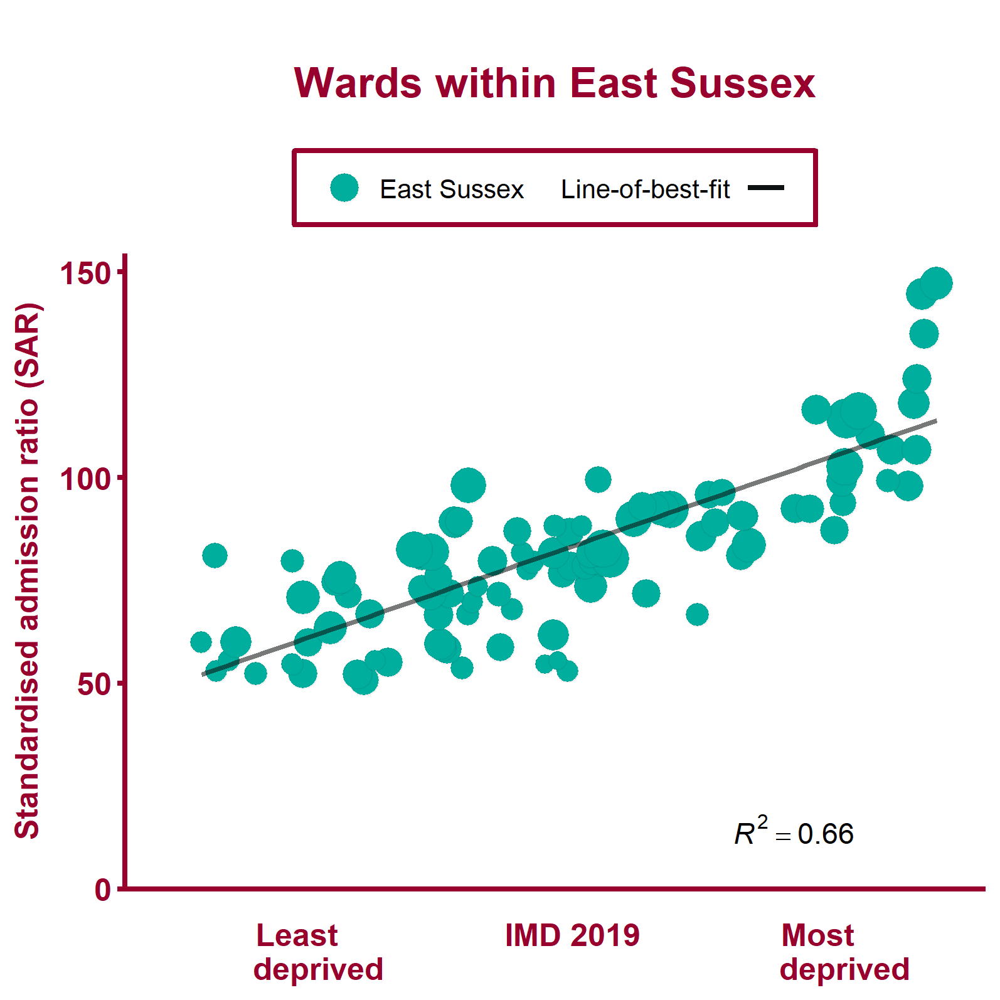 Wards within East Sussex
East Sussex Line-of-best-fit
Standardised admission ratio (SAR)
150
100
50
0
R² = 0.66
Least deprived
IMD 2019
Most deprived